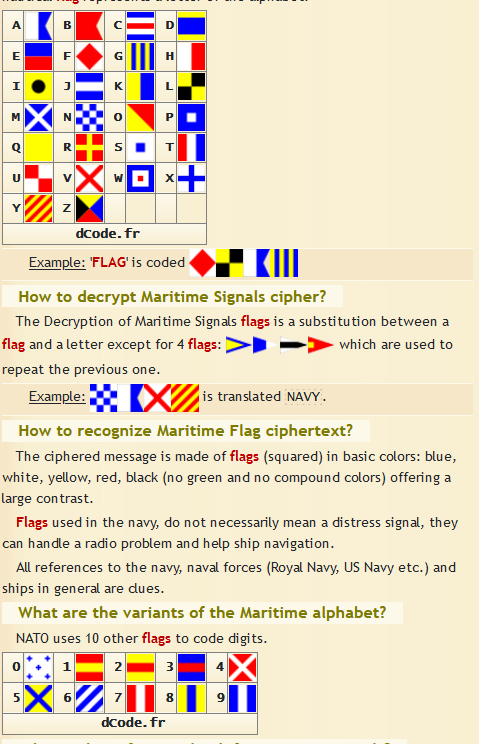 A B C D
E F G H
I J K L
M N O P
Q R S T
U V W X
Y Z
dCode.fr
Example: 'FLAG' is coded
How to decrypt Maritime Signals cipher?
The Decryption of Maritime Signals flags is a substitution between a
flag and a letter except for 4 flags: which are used to
repeat the previous one.
Example: is translated NAVY.
How to recognize Maritime Flag ciphertext?
The ciphered message is made of flags (squared) in basic colors: blue,
white, yellow, red, black (no green and no compound colors) offering a
large contrast.
Flags used in the navy, do not necessarily mean a distress signal, they
can handle a radio problem and help ship navigation.
All references to the navy, naval forces (Royal Navy, US Navy etc.) and
ships in general are clues.
What are the variants of the Maritime alphabet?
NATO uses 10 other flags to code digits.
0 1 2 3 4
5 6 7 8 9
dCode.fr